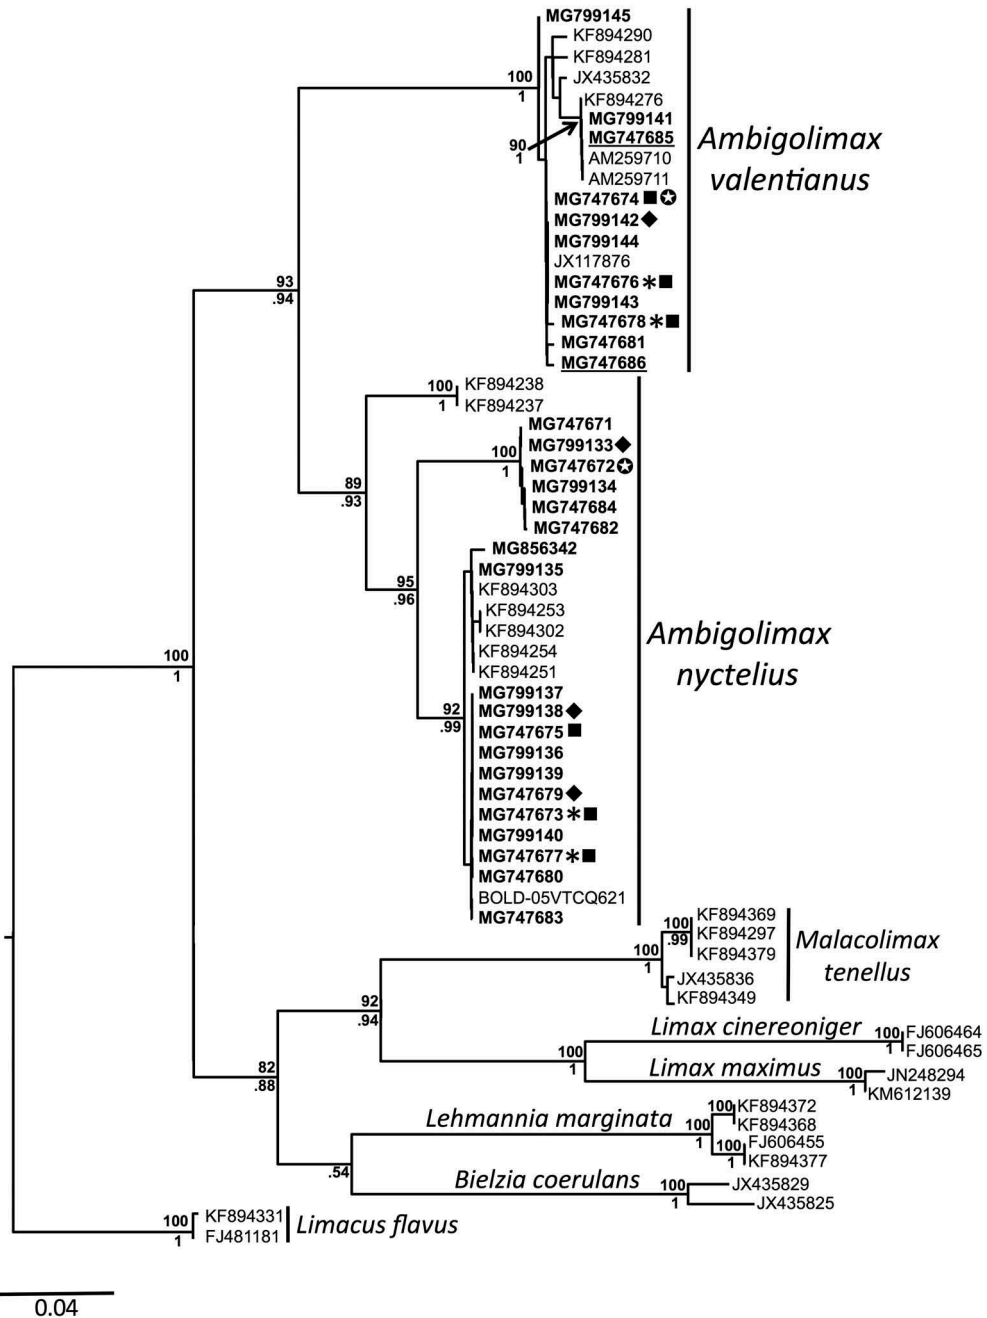 MG799145
KF894290
KF894281
100
1
JX435832
KF894276
MG799141
MG747685
90
1
AM259710
AM259711
Ambigolimax
valentianus
MG747674
MG799142
MG799144
JX117876
MG747676 *
MG799143
93
.94
MG747678 *
MG747681
MG747686
100
1
KF894238
KF894237
MG747671
MG799133
100
1
MG747672
89
.93
MG799134
MG747684
MG747682
MG856342
MG799135
95
.96
KF894303
KF894253
KF894302
KF894254
KF894251
Ambigolimax
nyctelius
100
1
MG799137
92
.99
MG799138
MG747675
MG799136
MG799139
MG747679
MG747673 *
MG799140
MG747677 *
MG747680
BOLD-05VTCQ621
MG747683
KF894369
100
.99
KF894297
KF894379
100
1
JX435836
KF894349
Malacolimax
tenellus
92
.94
Limax cinereoniger
100
1
FJ606464
FJ606465
100
1
Limax maximus
100
1
JN248294
KM612139
82
.88
Lehmannia marginata
100
KF894372
KF894368
100
1
FJ606455
100
1
KF894377
.54
Bielzia coerulans
100
1
JX435829
JX435825
100
1
KF894331
FJ481181
Limacus flavus
0.04